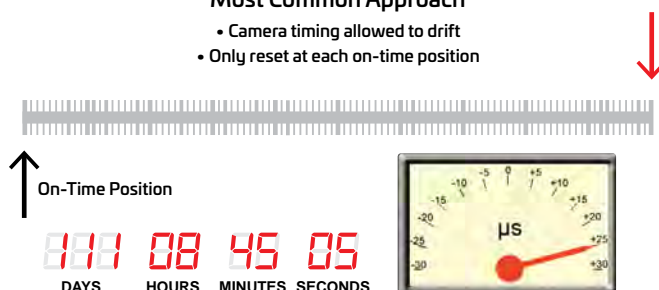 Most Common Approach
• Camera timing allowed to drift
• Only reset at each on-time position
On-Time Position
111 08 45 05
DAYS HOURS MINUTES SECONDS
-30 -25 -20 -15 -10 -5 0 +5 +10 +15 +20 +25 +30
µs